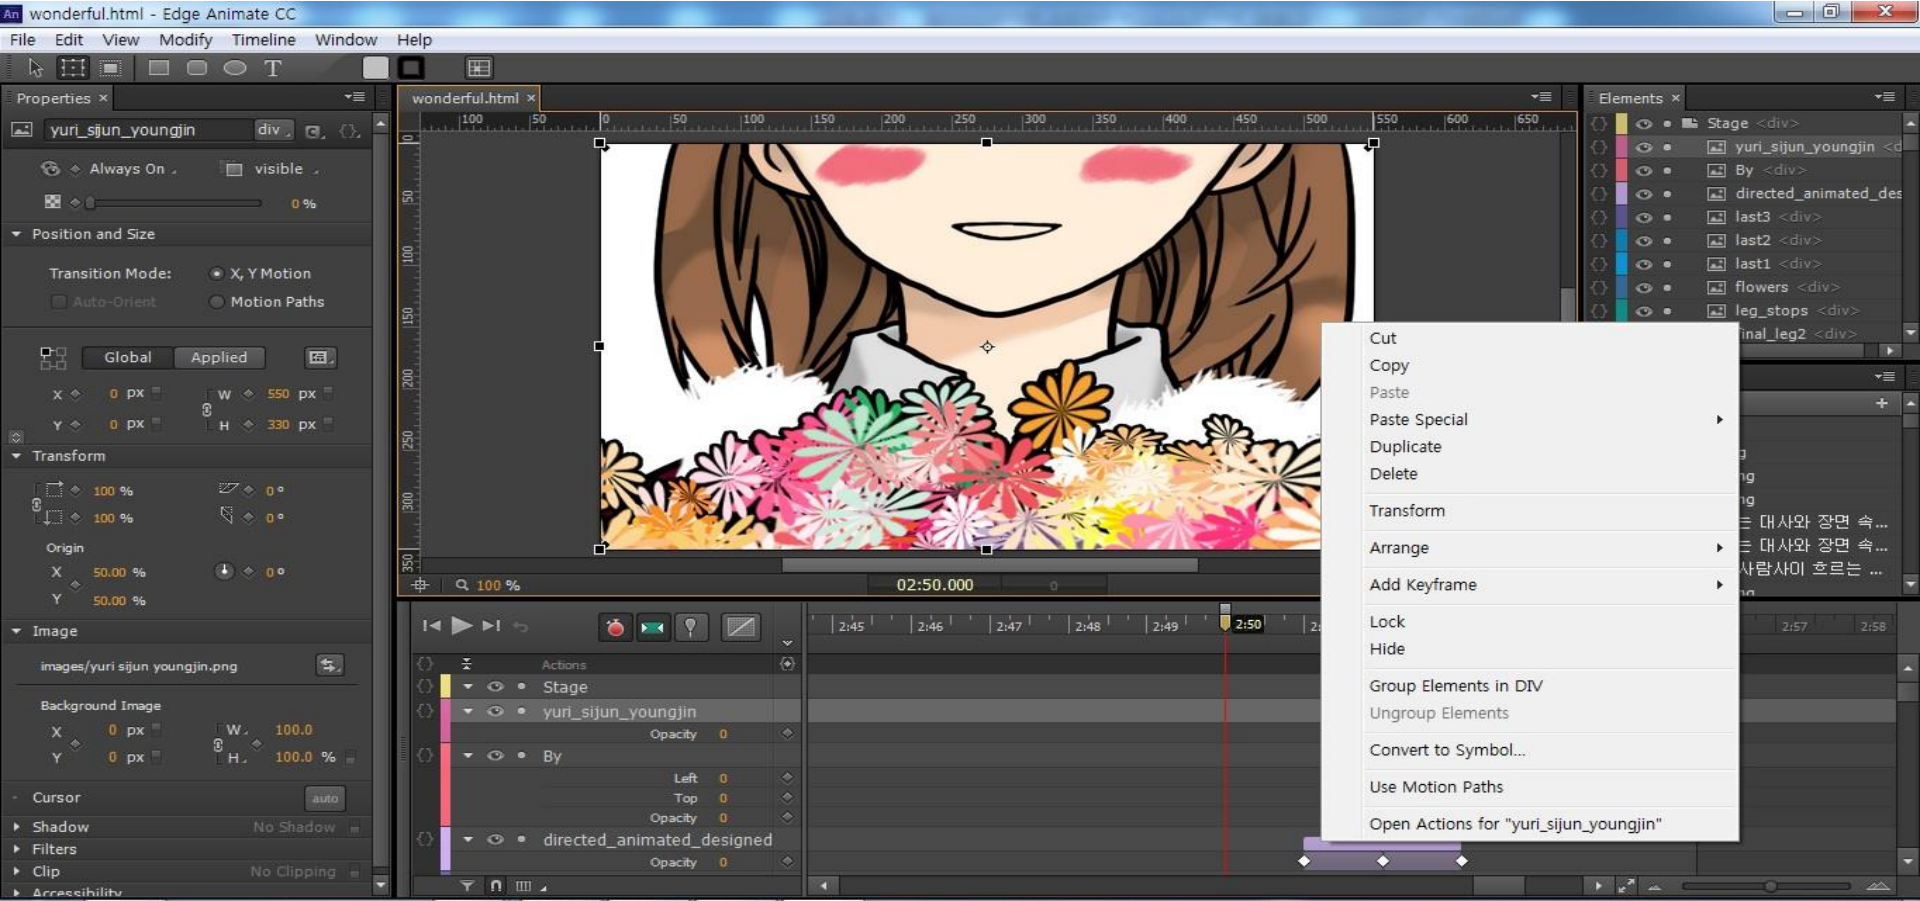 An wonderful.html - Edge Animate CC
File Edit View Modify Timeline Window Help
T
Properties ×
yuri_sijun_youngjin div
Always On visible
0 %
Position and Size
Transition Mode: X, Y Motion
Auto-Orient Motion Paths
Global Applied
X 0 px W 550 px
Y 0 px H 330 px
Transform
100 % 0°
100 % 0°
Origin
X 50.00 % 0°
Y 50.00 %
Image
images/yuri sijun youngjin.png
Background Image
X 0 px W 100.0
Y 0 px H 100.0 %
Cursor auto
Shadow No Shadow
Filters
Clip No Clipping
Accessibility
wonderful.html ×
100 50 0 50 100 150 200 250 300 350 400 450 500 550 600 650
0
50
100
150
200
250
300
350
100 %
02:50.000 0
Elements ×
Stage <div>
yuri_sijun_youngjin <d
By <div>
directed_animated_des
last3 <div>
last2 <div>
last1 <div>
flowers <div>
leg_stops <div>
inal_leg2 <div>
대사와 장면 속...
대사와 장면 속...
사람사이 흐르는 ...
Cut
Copy
Paste
Paste Special
Duplicate
Delete
Transform
Arrange
Add Keyframe
Lock
Hide
Group Elements in DIV
Ungroup Elements
Convert to Symbol...
Use Motion Paths
Open Actions for "yuri_sijun_youngjin"
2:45 2:46 2:47 2:48 2:49 2:50 2:57 2:58
Actions
Stage
yuri_sijun_youngjin
Opacity 0
By
Left 0
Top 0
Opacity 0
directed_animated_designed
Opacity 0